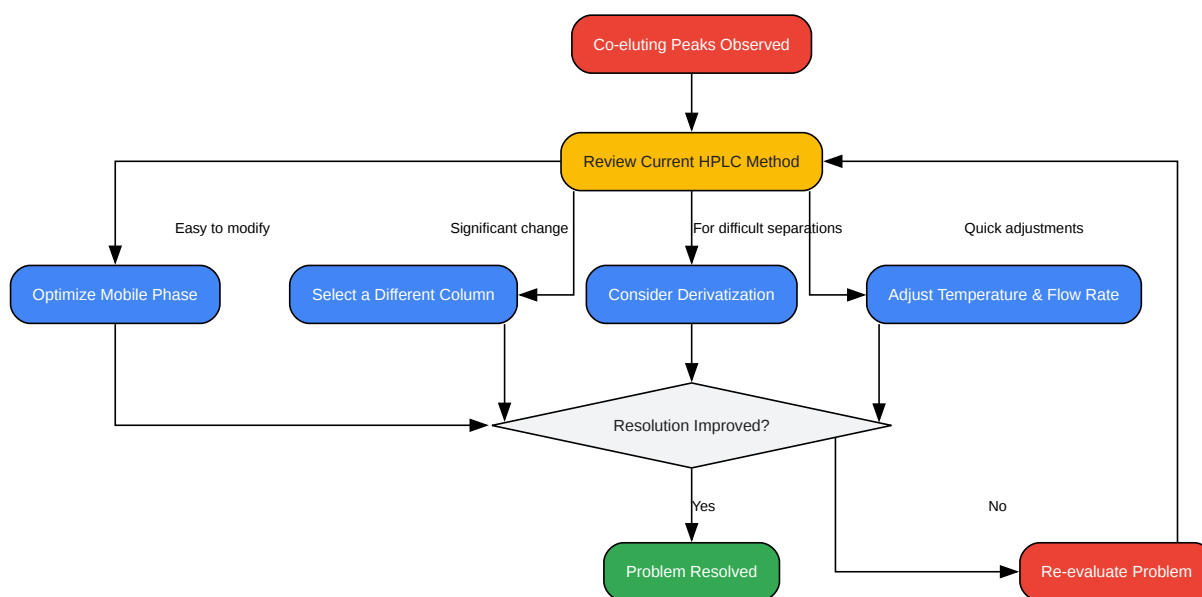 Co-eluting Peaks Observed
Review Current HPLC Method
Easy to modify
Significant change
For difficult separations
Quick adjustments
Optimize Mobile Phase
Select a Different Column
Consider Derivatization
Adjust Temperature & Flow Rate
Resolution Improved?
Yes
No
Problem Resolved
Re-evaluate Problem